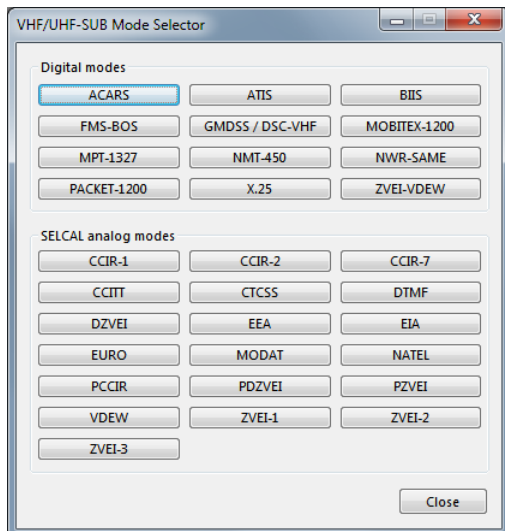 VHF/UHF-SUB Mode Selector
Digital modes
ACARS ATIS BIIS
FMS-BOS GMDSS / DSC-VHF MOBITEX-1200
MPT-1327 NMT-450 NWR-SAME
PACKET-1200 X.25 ZVEI-VDEW
SELCAL analog modes
CCIR-1 CCIR-2 CCIR-7
CCITT CTCSS DTMF
DZVEI EEA EIA
EURO MODAT NATEL
PCCIR PDZVEI PZVEI
VDEW ZVEI-1 ZVEI-2
ZVEI-3
Close